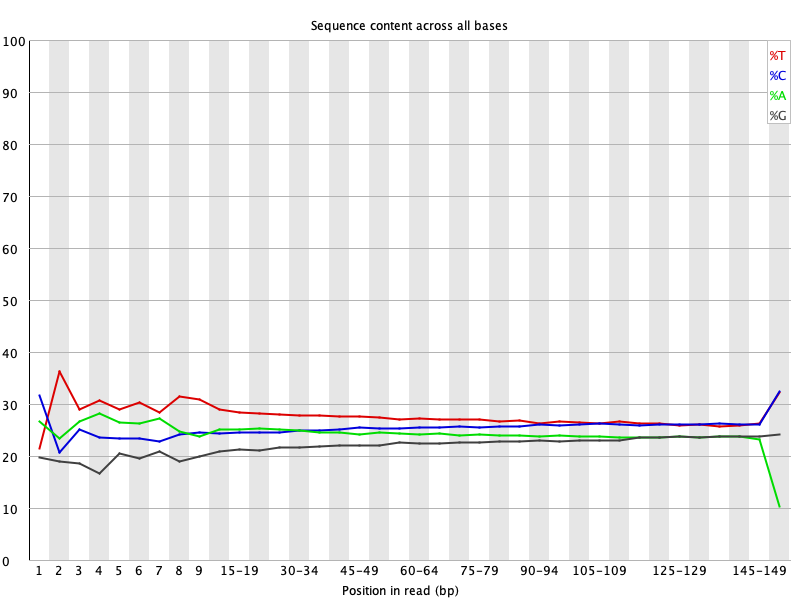 Sequence content across all bases
100
90
80
70
60
50
40
30
20
10
0
%T
%C
%A
%G
1 2 3 4 5 6 7 8 9 15-19 30-34 45-49 60-64 75-79 90-94 105-109 125-129 145-149
Position in read (bp)